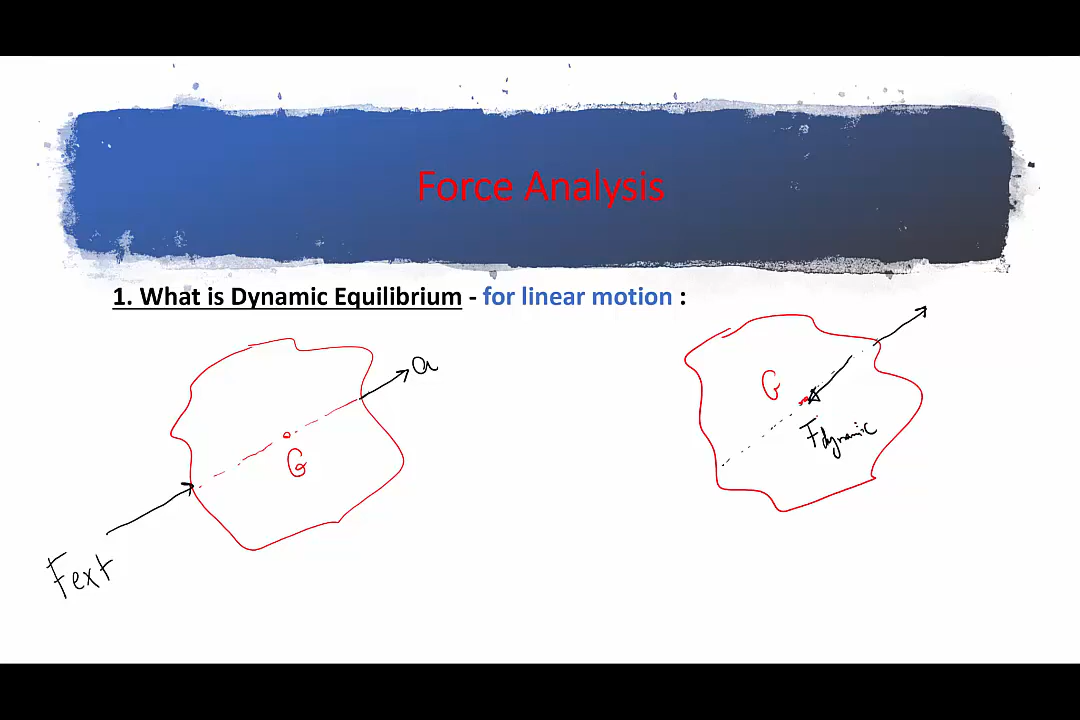 Force Analysis
1. What is Dynamic Equilibrium - for linear motion :
a
G
Fext
G
Fdynamic